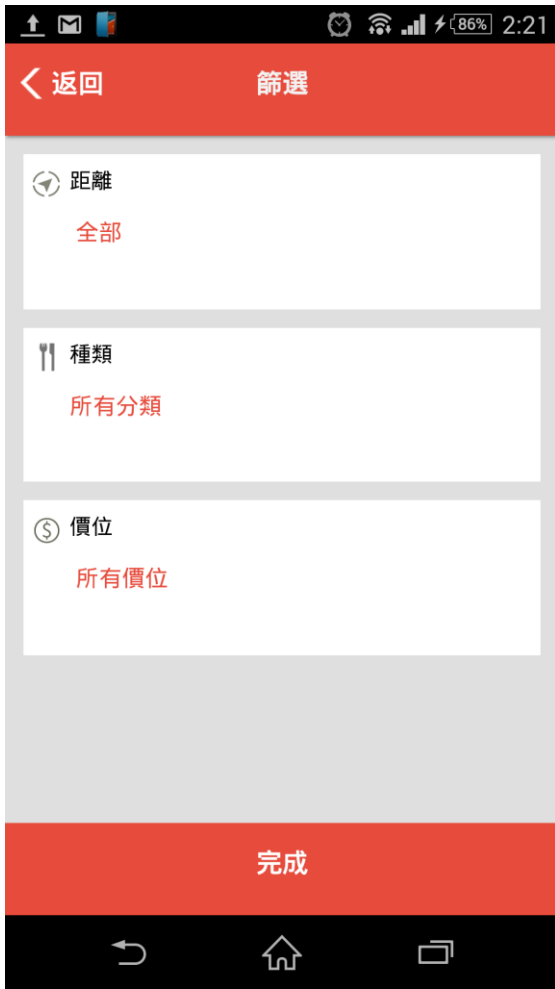 86% 2:21
返回 篩選
距離
全部
種類
所有分類
價位
所有價位
完成